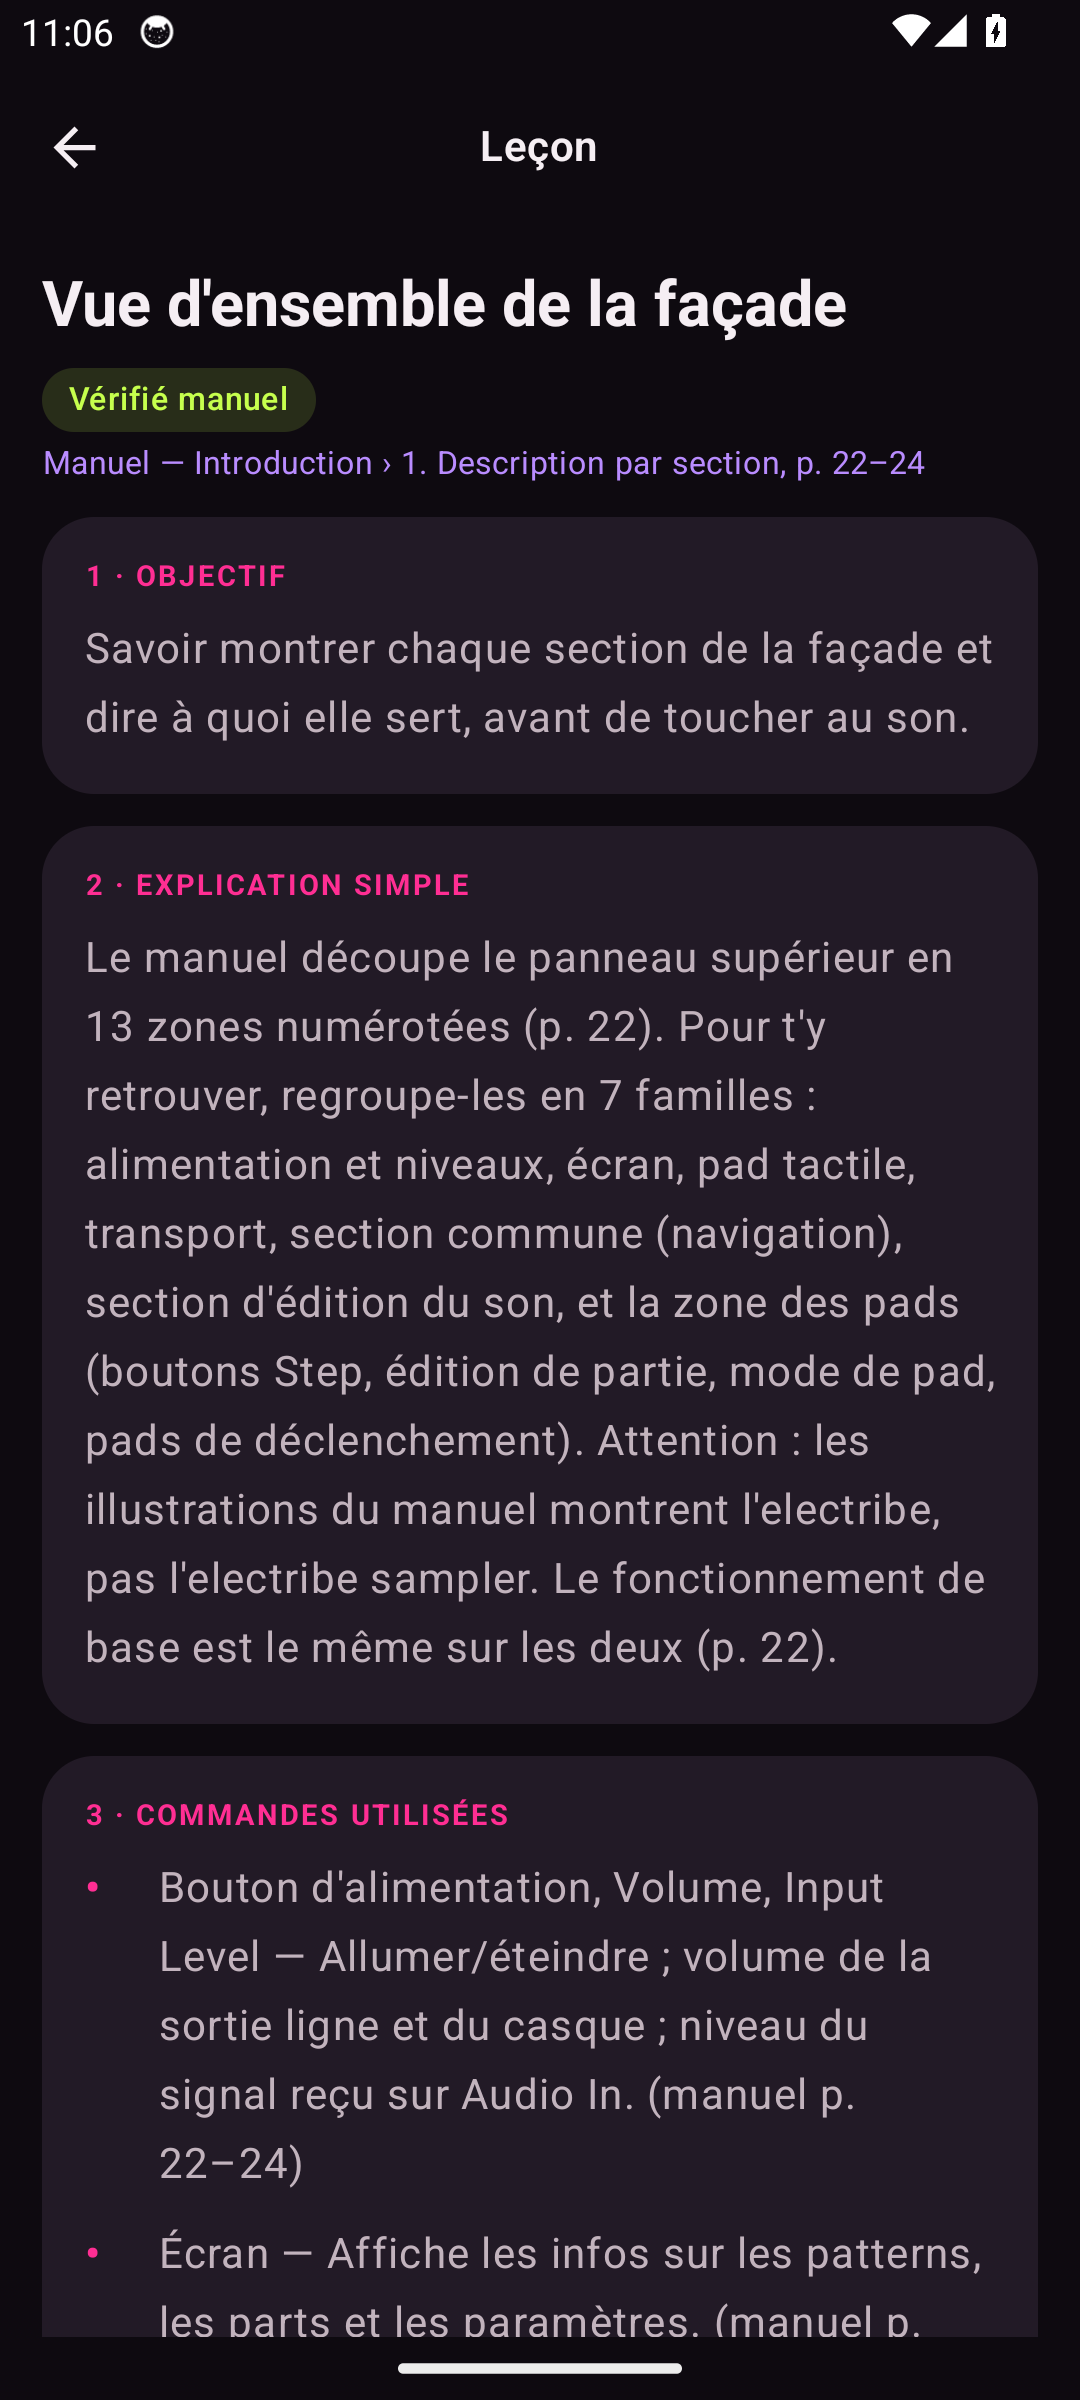 11:06
Leçon
Vue d'ensemble de la façade
Vérifié manuel
Manuel — Introduction › 1. Description par section, p. 22–24
1 · OBJECTIF
Savoir montrer chaque section de la façade et
dire à quoi elle sert, avant de toucher au son.
2 · EXPLICATION SIMPLE
Le manuel découpe le panneau supérieur en
13 zones numérotées (p. 22). Pour t'y
retrouver, regroupe-les en 7 familles :
alimentation et niveaux, écran, pad tactile,
transport, section commune (navigation),
section d'édition du son, et la zone des pads
(boutons Step, édition de partie, mode de pad,
pads de déclenchement). Attention : les
illustrations du manuel montrent l'electribe,
pas l'electribe sampler. Le fonctionnement de
base est le même sur les deux (p. 22).
3 · COMMANDES UTILISÉES
• Bouton d'alimentation, Volume, Input
Level — Allumer/éteindre ; volume de la
sortie ligne et du casque ; niveau du
signal reçu sur Audio In. (manuel p.
22–24)
• Écran — Affiche les infos sur les patterns,
les parts et les paramètres. (manuel p.